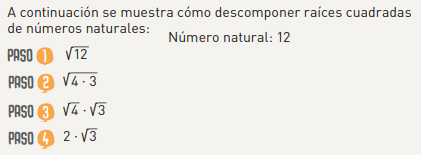 A continuación se muestra cómo descomponer raíces cuadradas
de números naturales:
Número natural: 12
PASO 1 √12
PASO 2 √4 · 3
PASO 3 √4 · √3
PASO 4 2 · √3